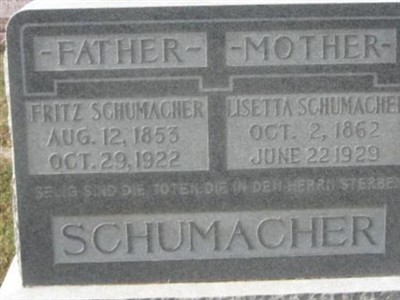 -FATHER- -MOTHER-
FRITZ SCHUMACHER LISETTA SCHUMACHER
AUG. 12, 1853 OCT. 2, 1862
OCT. 29, 1922 JUNE 22 1929
SELIG SIND DIE TOTEN, DIE IN DEM HERRN STERBEN
SCHUMACHER